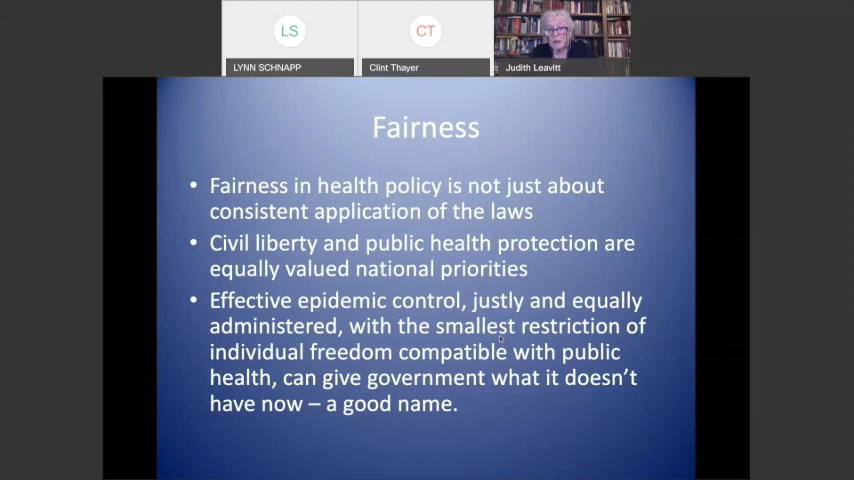 LS
CT
LYNN SCHNAPP
Clint Thayer
Judith Leavitt
Fairness
• Fairness in health policy is not just about
consistent application of the laws
• Civil liberty and public health protection are
equally valued national priorities
• Effective epidemic control, justly and equally
administered, with the smallest restriction of
individual freedom compatible with public
health, can give government what it doesn’t
have now – a good name.